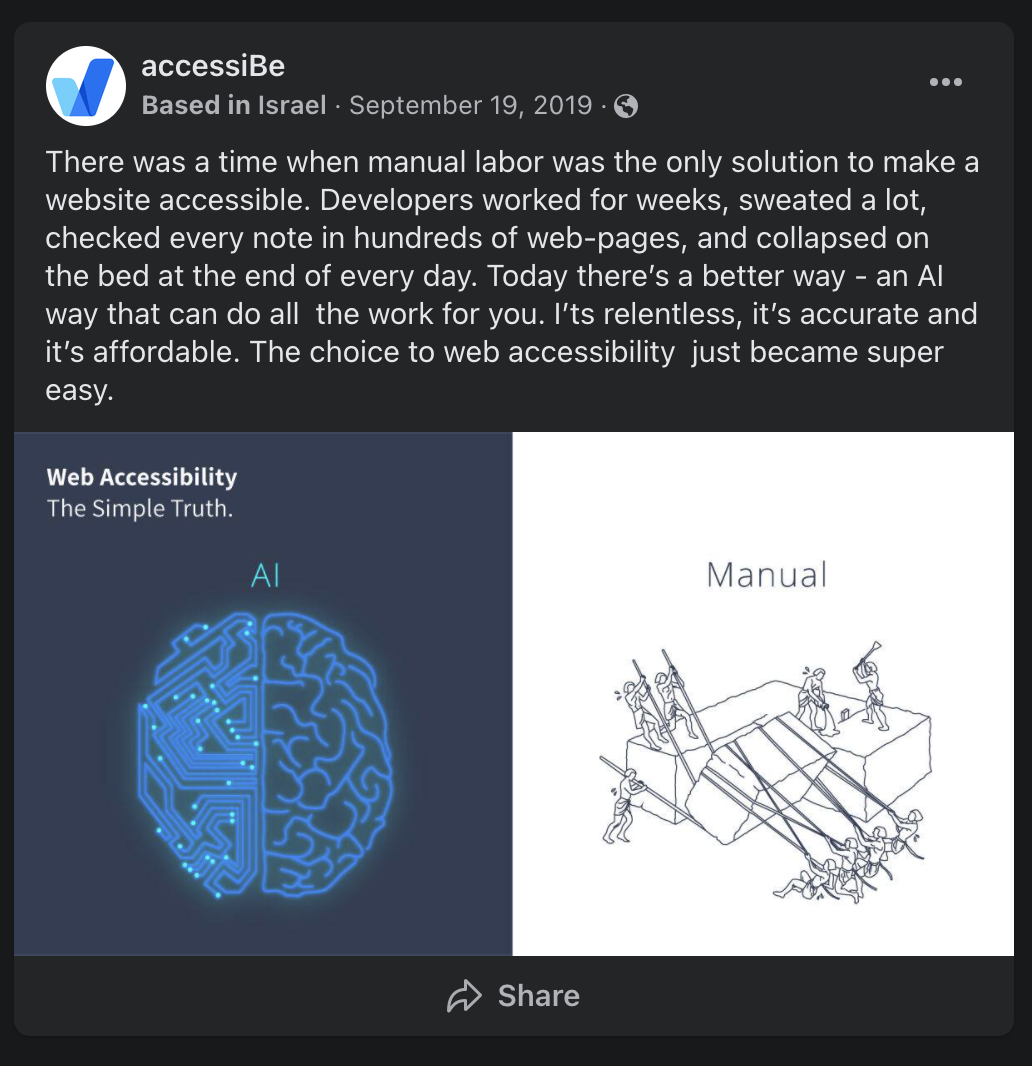 accessiBe
Based in Israel · September 19, 2019 ·
There was a time when manual labor was the only solution to make a
website accessible. Developers worked for weeks, sweated a lot,
checked every note in hundreds of web-pages, and collapsed on
the bed at the end of every day. Today there’s a better way - an AI
way that can do all  the work for you. I’ts relentless, it’s accurate and
it’s affordable. The choice to web accessibility  just became super
easy.
Web Accessibility
The Simple Truth.
AI
Manual
Share